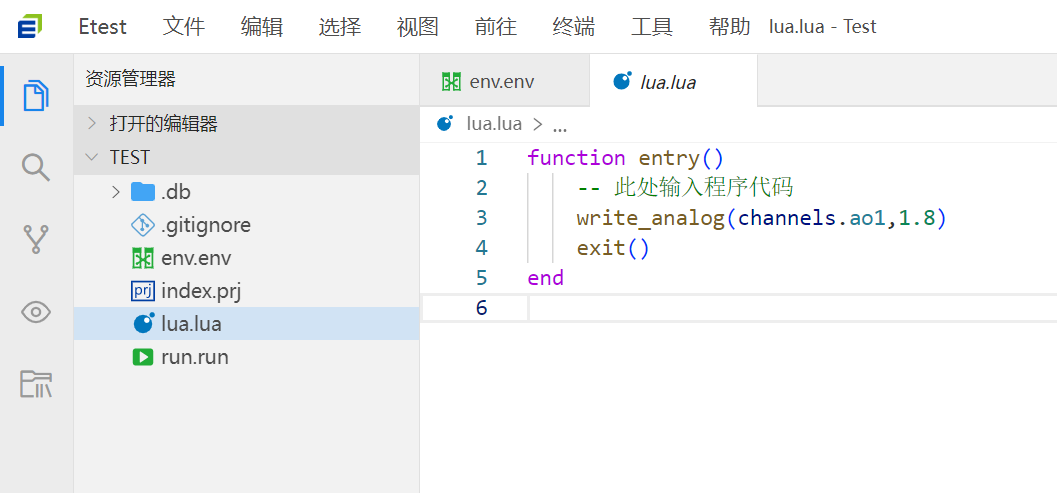 Etest 文件 编辑 选择 视图 前往 终端 工具 帮助 lua.lua - Test
资源管理器
打开的编辑器
TEST
.db
.gitignore
env.env
index.prj
lua.lua
run.run
env.env lua.lua
lua.lua > ...
1 function entry()
2 -- 此处输入程序代码
3 write_analog(channels.ao1,1.8)
4 exit()
5 end
6